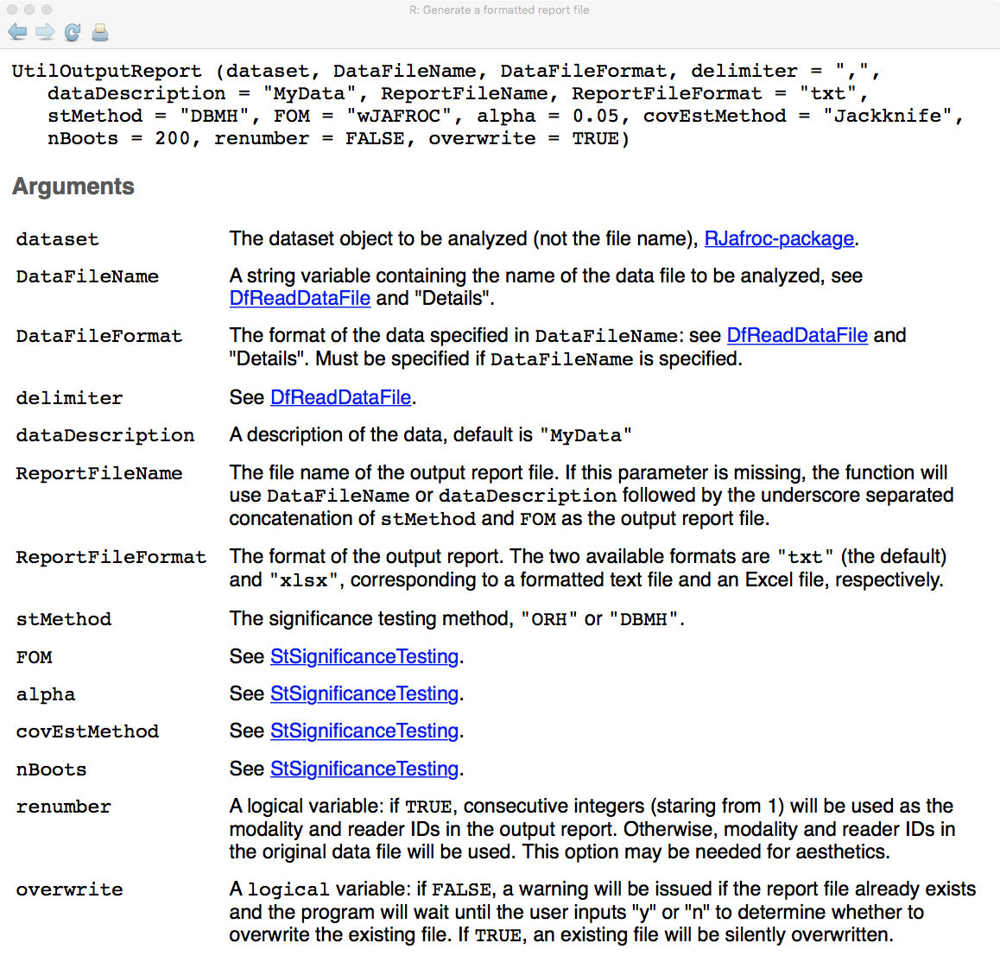 R: Generate a formatted report file
UtilOutputReport (dataset, DataFileName, DataFileFormat, delimiter = ",",
dataDescription = "MyData", ReportFileName, ReportFileFormat = "txt",
stMethod = "DBMH", FOM = "wJAFROC", alpha = 0.05, covEstMethod = "Jackknife",
nBoots = 200, renumber = FALSE, overwrite = TRUE)
Arguments
dataset The dataset object to be analyzed (not the file name), RJafroc-package.
DataFileName A string variable containing the name of the data file to be analyzed, see
DfReadDataFile and "Details".
DataFileFormat The format of the data specified in DataFileName: see DfReadDataFile and
"Details". Must be specified if DataFileName is specified.
delimiter See DfReadDataFile.
dataDescription A description of the data, default is "MyData"
ReportFileName The file name of the output report file. If this parameter is missing, the function will
use DataFileName or dataDescription followed by the underscore separated
concatenation of stMethod and FOM as the output report file.
ReportFileFormat The format of the output report. The two available formats are "txt" (the default)
and "xlsx", corresponding to a formatted text file and an Excel file, respectively.
stMethod The significance testing method, "ORH" or "DBMH".
FOM See StSignificanceTesting.
alpha See StSignificanceTesting.
covEstMethod See StSignificanceTesting.
nBoots See StSignificanceTesting.
renumber A logical variable: if TRUE, consecutive integers (staring from 1) will be used as the
modality and reader IDs in the output report. Otherwise, modality and reader IDs in
the original data file will be used. This option may be needed for aesthetics.
overwrite A logical variable: if FALSE, a warning will be issued if the report file already exists
and the program will wait until the user inputs "y" or "n" to determine whether to
overwrite the existing file. If TRUE, an existing file will be silently overwritten.